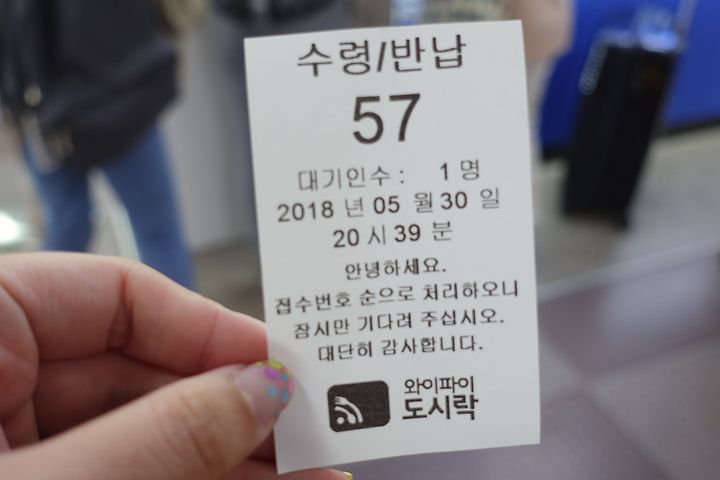 수령/반납
57
대기인수 : 1 명
2018 년 05 월 30 일
20 시 39 분
안녕하세요.
접수번호 순으로 처리하오니
잠시만 기다려 주십시오.
대단히 감사합니다.
와이파이
도시락